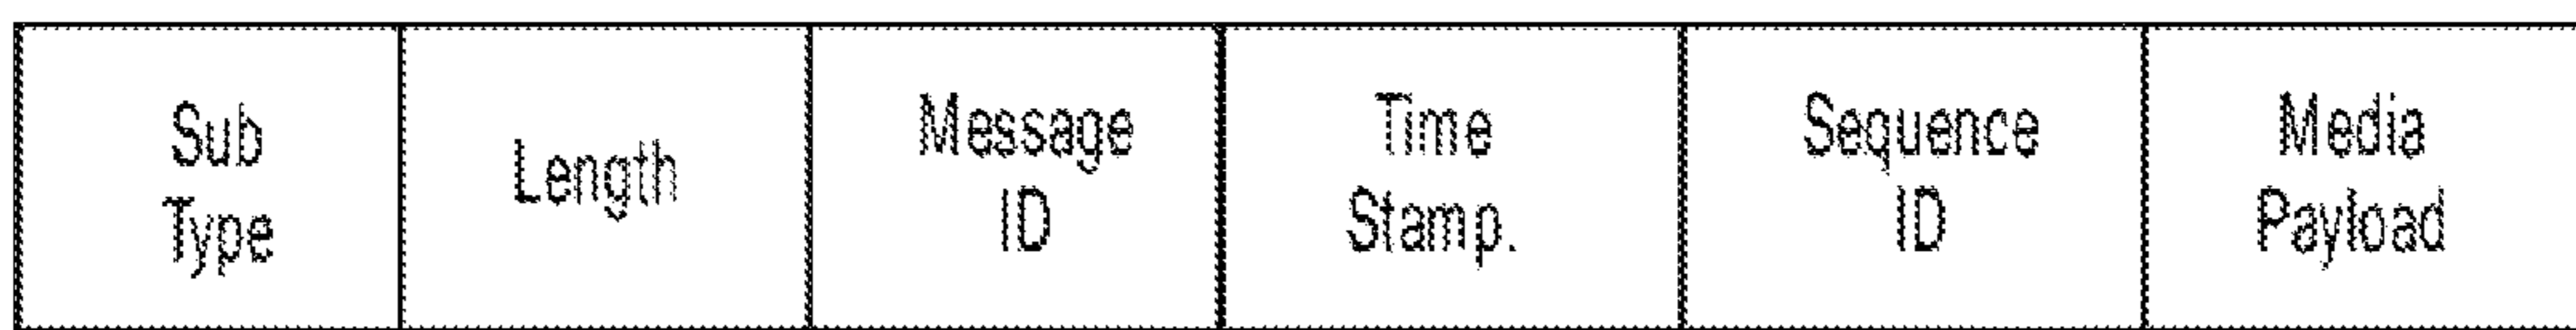 Sub
Type
Length
Message
ID
Time
Stamp.
Sequence
ID
Media
Payload